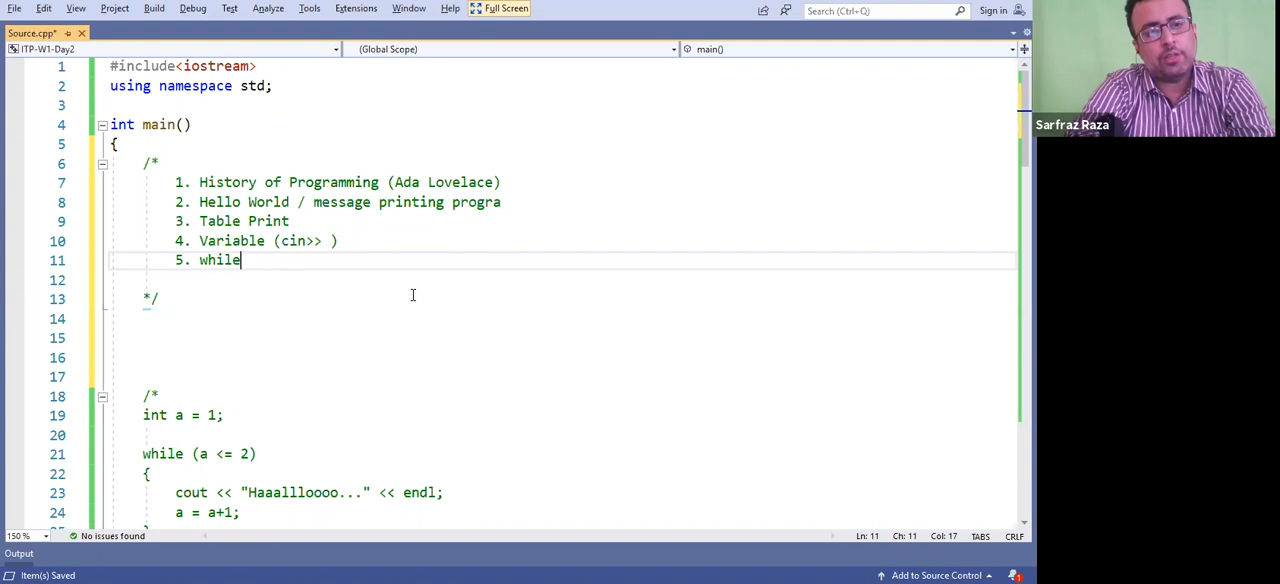 File Edit View Project Build Debug Test Analyze Tools Extensions Window Help Full Screen Search (Ctrl+Q) Sign in
Source.cpp*
ITP-W1-Day2 (Global Scope) main()
1 #include<iostream>
2 using namespace std;
3
4 int main()
5 {
6 /*
7 1. History of Programming (Ada Lovelace)
8 2. Hello World / message printing progra
9 3. Table Print
10 4. Variable (cin>> )
11 5. while
12
13 */
14
15
16
17
18 /*
19 int a = 1;
20
21 while (a <= 2)
22 {
23 cout << "Haaallloooo..." << endl;
24 a = a+1;
150 % No issues found Ln: 11 Ch: 11 Col: 17 TABS CRLF
Output
Item(s) Saved Add to Source Control 1
Sarfraz Raza